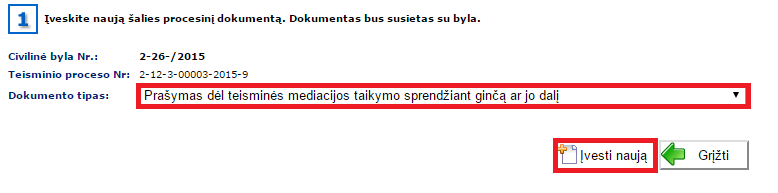 1 Įveskite naują šalies procesinį dokumentą. Dokumentas bus susietas su byla.
Civilinė byla Nr.: 2-26-/2015
Teisminio proceso Nr: 2-12-3-00003-2015-9
Dokumento tipas: Prašymas dėl teisminės mediacijos taikymo sprendžiant ginčą ar jo dalį
Įvesti naują Grįžti